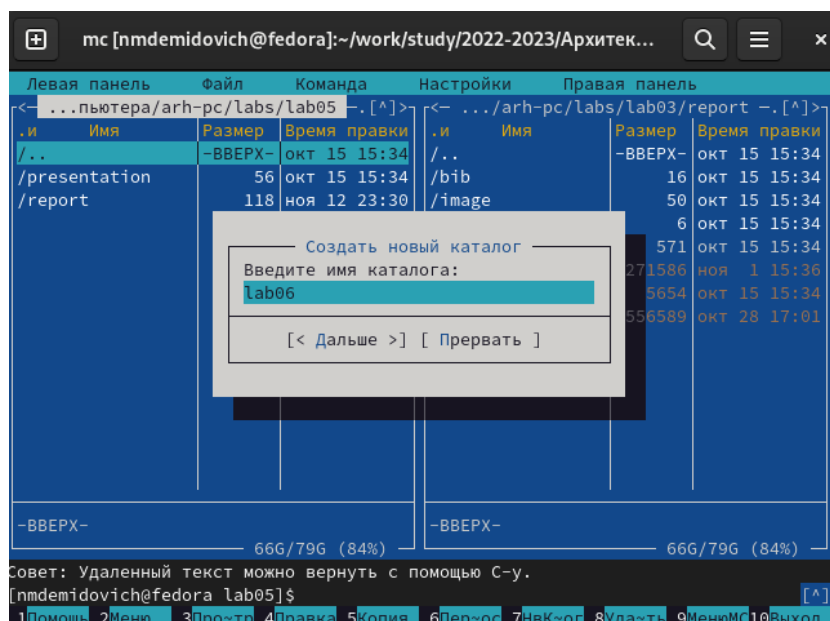 mc [nmdemidovich@fedora]:~/work/study/2022-2023/Архитек... ×
Левая панель Файл Команда Настройки Правая панель
<− ...пьютера/arh-pc/labs/lab05 −.[^]> <− .../arh-pc/labs/lab03/report −.[^]>
.и Имя Размер Время правки .и Имя Размер Время правки
/.. −ВВЕРХ− окт 15 15:34 /.. −ВВЕРХ− окт 15 15:34
/presentation 56 окт 15 15:34 /bib 16 окт 15 15:34
/report 118 ноя 12 23:30 /image 50 окт 15 15:34
6 окт 15 15:34
Создать новый каталог 571 окт 15 15:34
Введите имя каталога: 271586 ноя 1 15:36
lab06 5654 окт 15 15:34
556589 окт 28 17:01
[< Дальше >] [ Прервать ]
−ВВЕРХ− −ВВЕРХ−
66G/79G (84%) 66G/79G (84%)
Совет: Удаленный текст можно вернуть с помощью C-y.
[nmdemidovich@fedora lab05]$ [^]
1Помощь 2Меню 3Про~тр 4Правка 5Копия 6Пер~ос 7НвК~ог 8Уда~ть 9МенюMC 10Выход